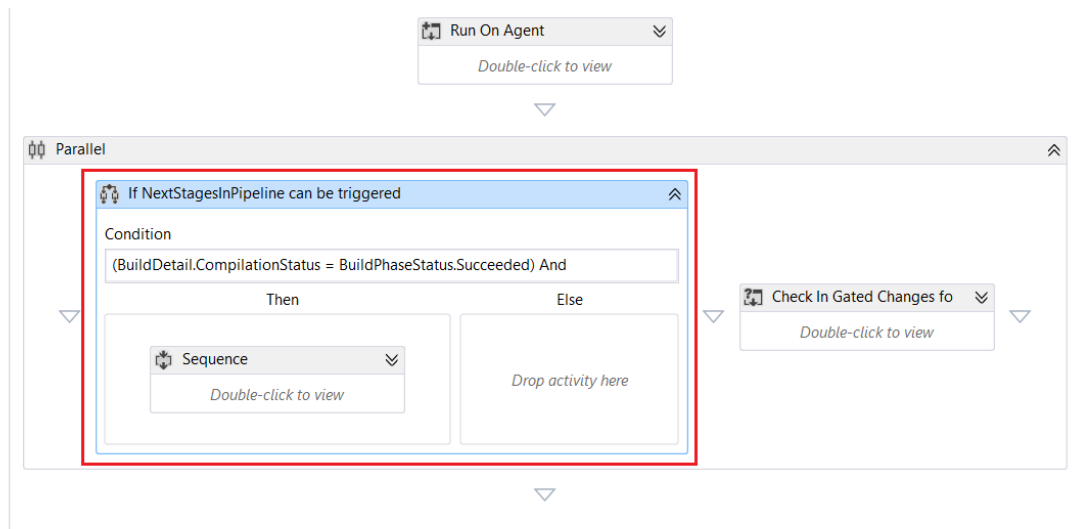 Run On Agent
Double-click to view
Parallel
If NextStagesInPipeline can be triggered
Condition
(BuildDetail.CompilationStatus = BuildPhaseStatus.Succeeded) And
Then
Else
Sequence
Double-click to view
Drop activity here
Check In Gated Changes fo
Double-click to view